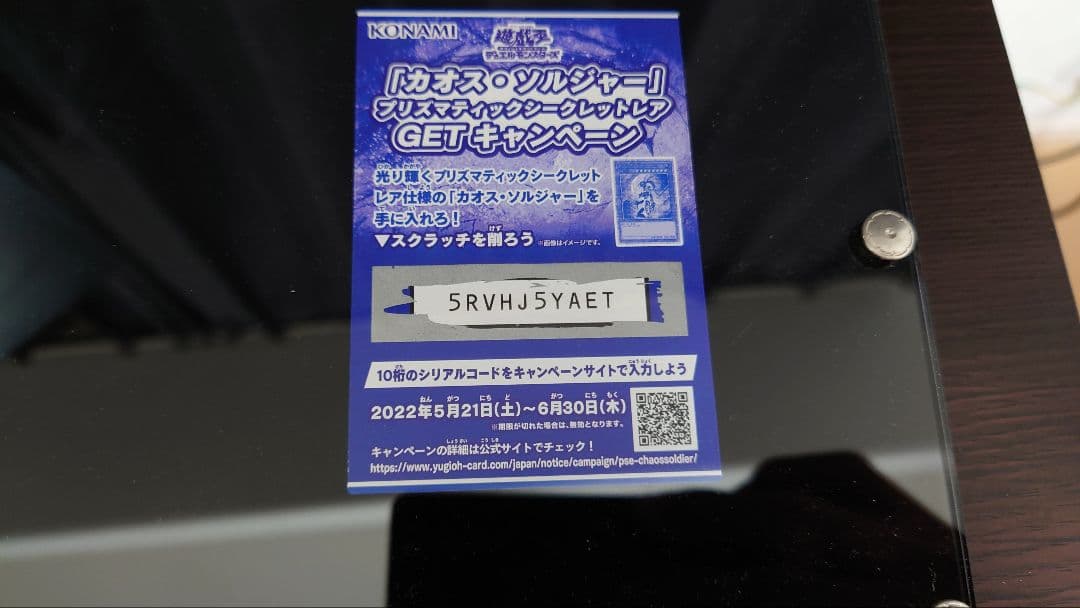 KONAMI
遊戯王
デュエルモンスターズ
「カオス・ソルジャー」
プリズマティックシークレットレア
GETキャンペーン
光り輝くプリズマティックシークレット
レア仕様の「カオス・ソルジャー」を
手に入れろ!
▼スクラッチを削ろう ※画像はイメージです。
5RVHJ5YAET
10桁のシリアルコードをキャンペーンサイトで入力しよう
2022年5月21日(土)~6月30日(木)
※期限が切れた場合は、無効となります。
キャンペーンの詳細は公式サイトでチェック!
https://www.yugioh-card.com/japan/notice/campaign/pse-chaossoldier/